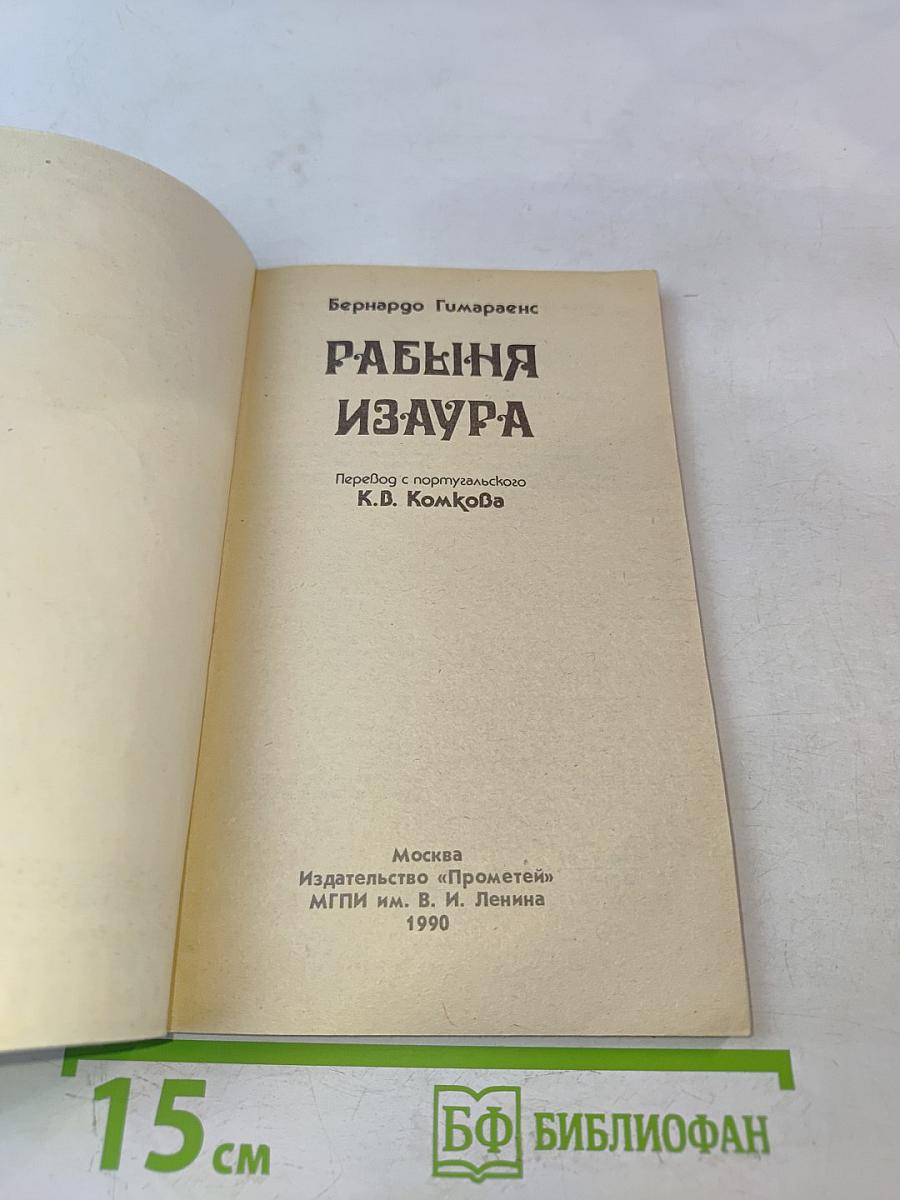 Бернардо Гимараенс
РАБЫНЯ
ИЗАУРА
Перевод с португальского
К.В. Комкова
Москва
Издательство «Прометей»
МГПИ им. В. И. Ленина
1990
15 см
БФ БИБЛИОФАН